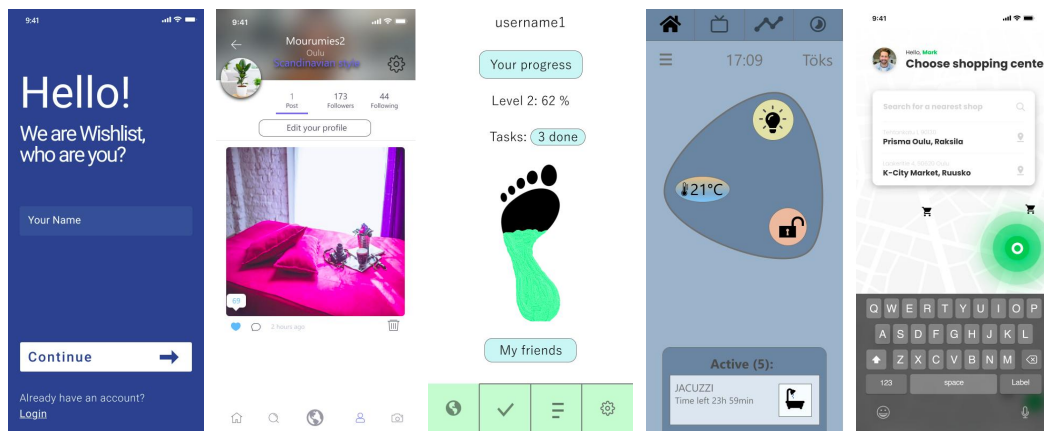 9:41
Hello!
We are Wishlist,
who are you?
Your Name
Continue
Already have an account?
Login
9:41
Mourumies2
Oulu
Scandinavian style
1
Post
173
Followers
44
Following
Edit your profile
69
2 hours ago
username1
Your progress
Level 2: 62 %
Tasks: 3 done
My friends
17:09
Töks
21°C
Active (5):
JACUZZI
Time left 23h 59min
9:41
Hello, Mark
Choose shopping cente
Search for a nearest shop
Prisma Oulu, Raksila
K-City Market, Ruusko
Q W E R T Y U I O P
A S D F G H J K L
Z X C V B N M
123 space Label